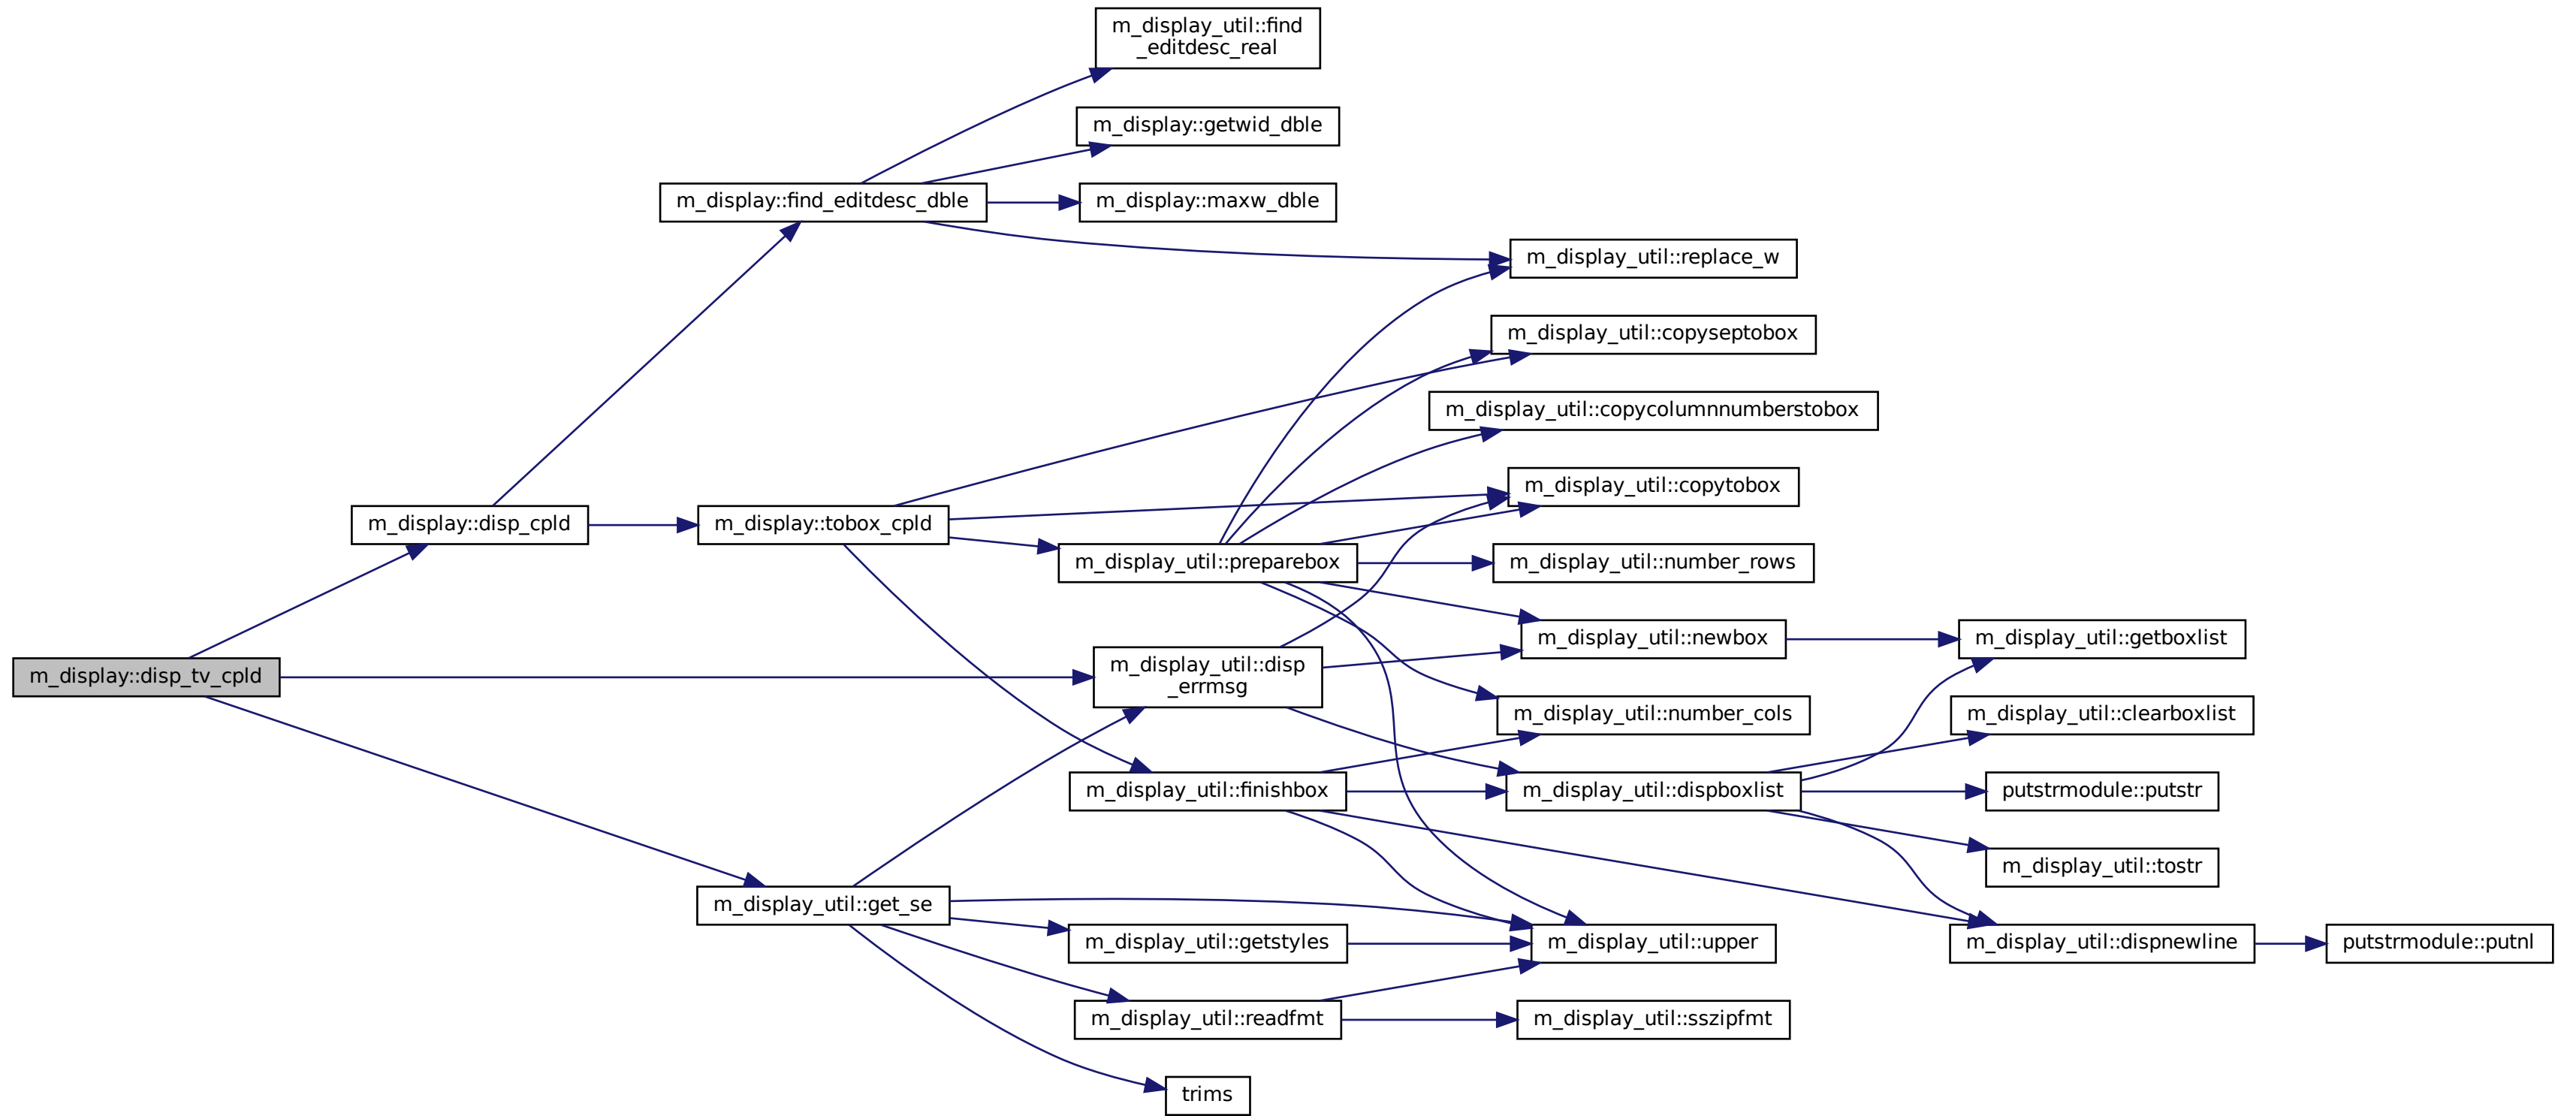 m_display_util::find
_editdesc_real
m_display::getwid_dble
m_display::find_editdesc_dble
m_display::maxw_dble
m_display_util::replace_w
m_display_util::copyseptobox
m_display_util::copycolumnnumberstobox
m_display_util::copytobox
m_display::disp_cpld
m_display::tobox_cpld
m_display_util::preparebox
m_display_util::number_rows
m_display_util::newbox
m_display_util::getboxlist
m_display::disp_tv_cpld
m_display_util::disp
_errmsg
m_display_util::number_cols
m_display_util::clearboxlist
m_display_util::finishbox
m_display_util::dispboxlist
putstrmodule::putstr
m_display_util::tostr
m_display_util::get_se
m_display_util::getstyles
m_display_util::upper
m_display_util::dispnewline
putstrmodule::putnl
m_display_util::readfmt
m_display_util::sszipfmt
trims